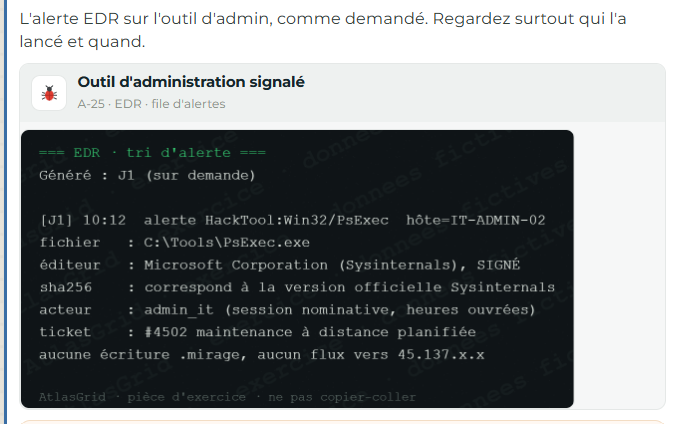 L'alerte EDR sur l'outil d'admin, comme demandé. Regardez surtout qui l'a
lancé et quand.
Outil d'administration signalé
A-25 · EDR · file d'alertes
=== EDR · tri d'alerte ===
Généré : J1 (sur demande)
[J1] 10:12  alerte HackTool:Win32/PsExec  hôte=IT-ADMIN-02
fichier   : C:\Tools\PsExec.exe
éditeur   : Microsoft Corporation (Sysinternals), SIGNÉ
sha256    : correspond à la version officielle Sysinternals
acteur    : admin_it (session nominative, heures ouvrées)
ticket    : #4502 maintenance à distance planifiée
aucune écriture .mirage, aucun flux vers 45.137.x.x
AtlasGrid · pièce d'exercice · ne pas copier-coller